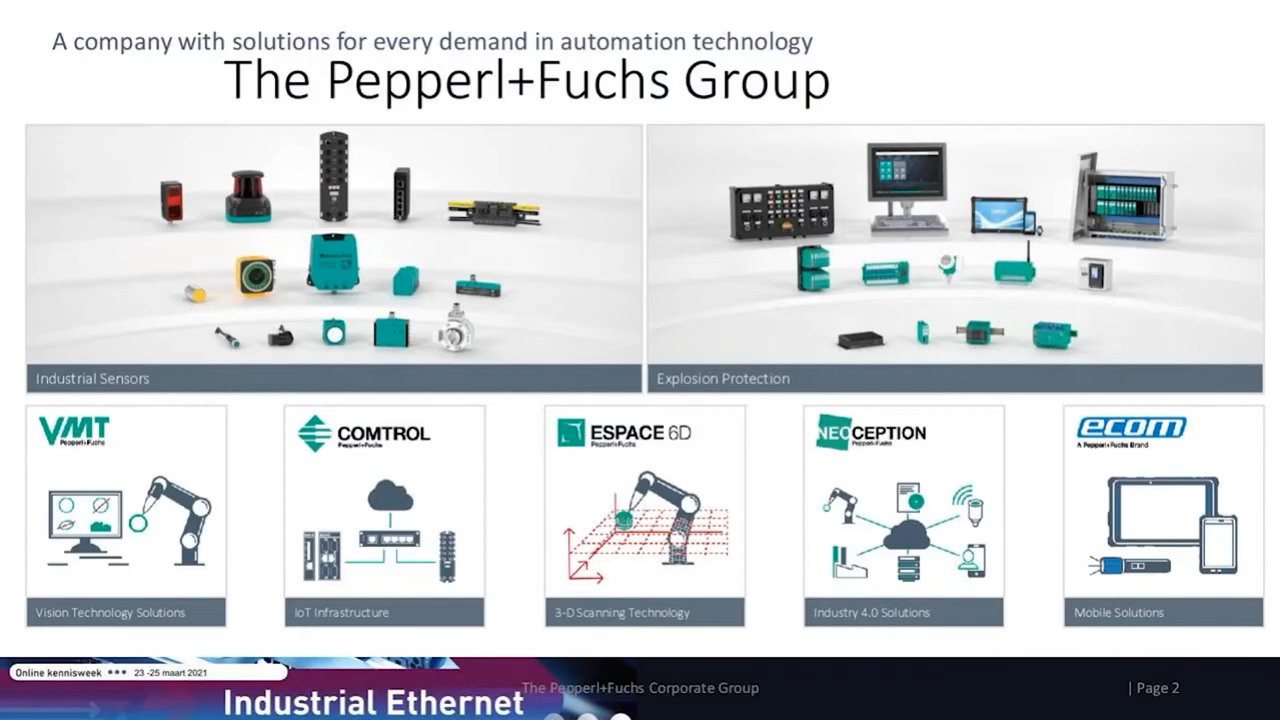 A company with solutions for every demand in automation technology
The Pepperl+Fuchs Group
Industrial Sensors
Explosion Protection
VMT
Pepperl+Fuchs
COMTROL
Pepperl+Fuchs
ESPACE 6D
Pepperl+Fuchs
NEOCEPTION
Pepperl+Fuchs
ecom
A Pepperl+Fuchs Brand
Vision Technology Solutions
IoT Infrastructure
3-D Scanning Technology
Industry 4.0 Solutions
Mobile Solutions
Online kennisweek ••• 23 -25 maart 2021
Industrial Ethernet
The Pepperl+Fuchs Corporate Group
| Page 2